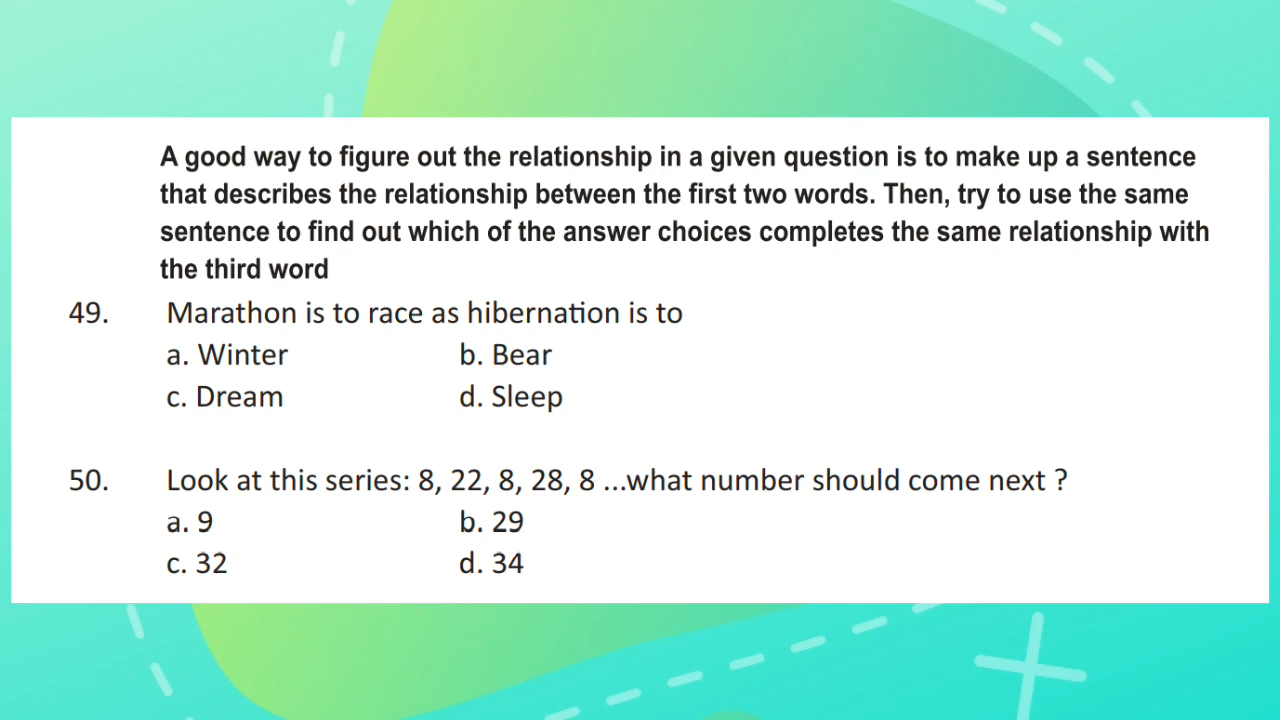 A good way to figure out the relationship in a given question is to make up a sentence
that describes the relationship between the first two words. Then, try to use the same
sentence to find out which of the answer choices completes the same relationship with
the third word
49. Marathon is to race as hibernation is to
a. Winter b. Bear
c. Dream d. Sleep
50. Look at this series: 8, 22, 8, 28, 8 ...what number should come next ?
a. 9 b. 29
c. 32 d. 34